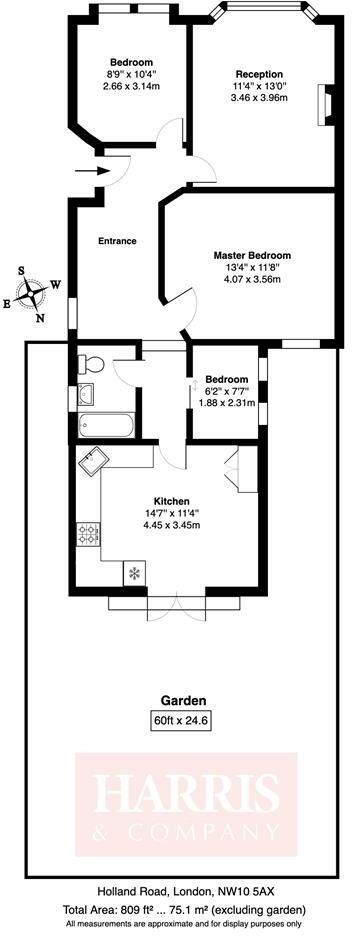 Bedroom
8'9" x 10'4"
2.66 x 3.14m
Reception
11'4" x 13'0"
3.46 x 3.96m
Entrance
Master Bedroom
13'4" x 11'8"
4.07 x 3.56m
S
W
E
N
Bedroom
6'2" x 7'7"
1.88 x 2.31m
Kitchen
14'7" x 11'4"
4.45 x 3.45m
Garden
60ft x 24.6
HARRIS
& COMPANY
Holland Road, London, NW10 5AX
Total Area: 809 ft² ... 75.1 m² (excluding garden)
All measurements are approximate and for display purposes only